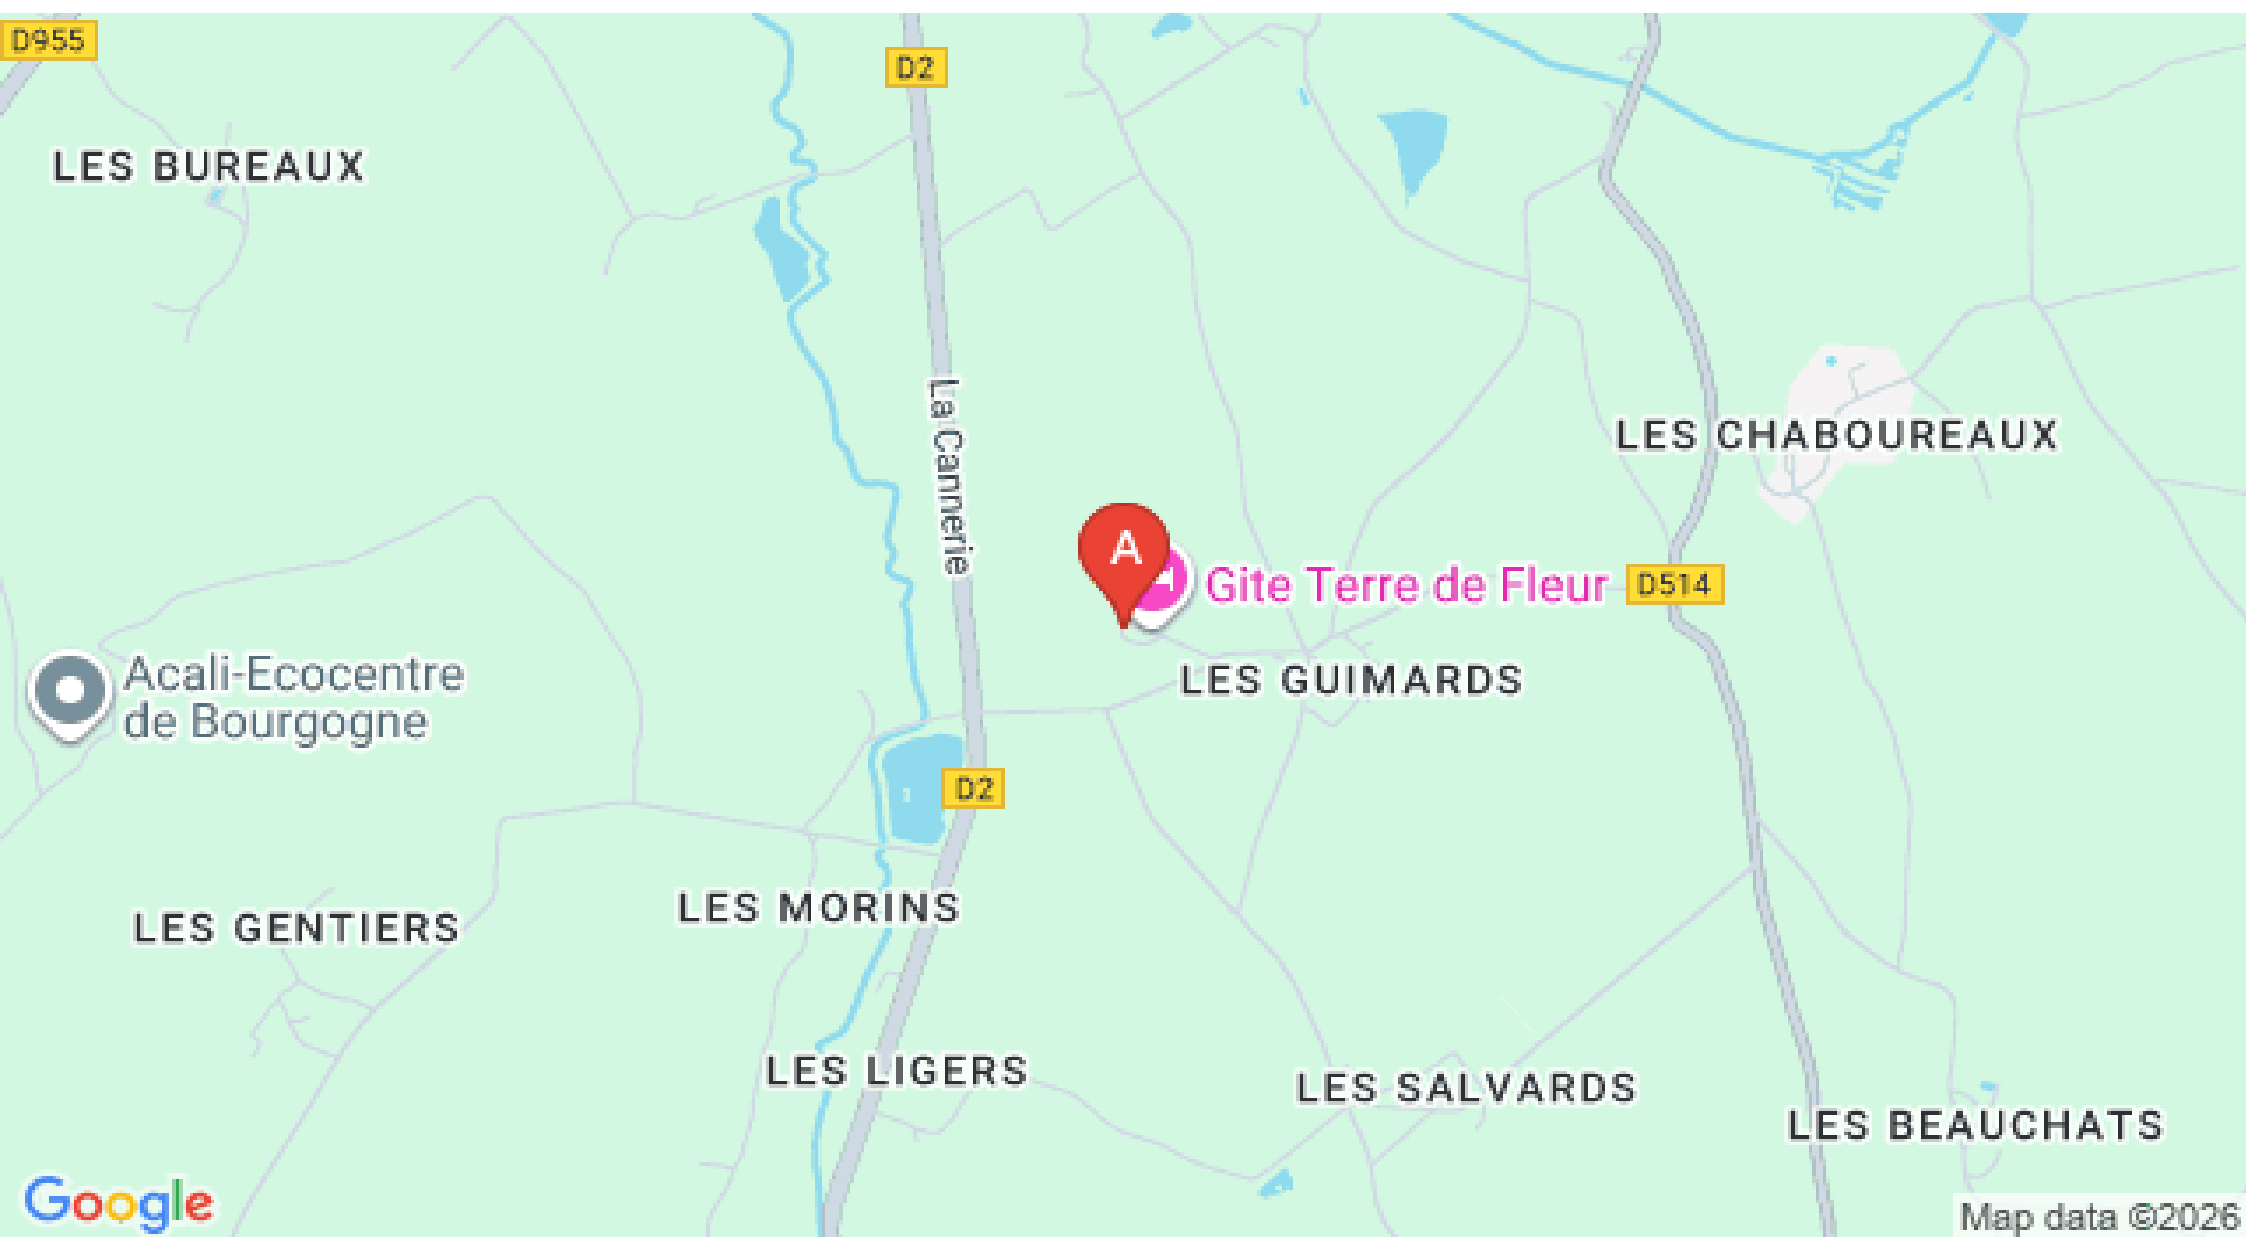 D955
D2
LES BUREAUX
La Cannerie
LES CHABOUREAUX
A
Gite Terre de Fleur
D514
Acali-Ecocentre
de Bourgogne
LES GUIMARDS
D2
LES MORINS
LES GENTIERS
LES LIGERS
LES SALVARDS
LES BEAUCHATS
Google
Map data ©2026